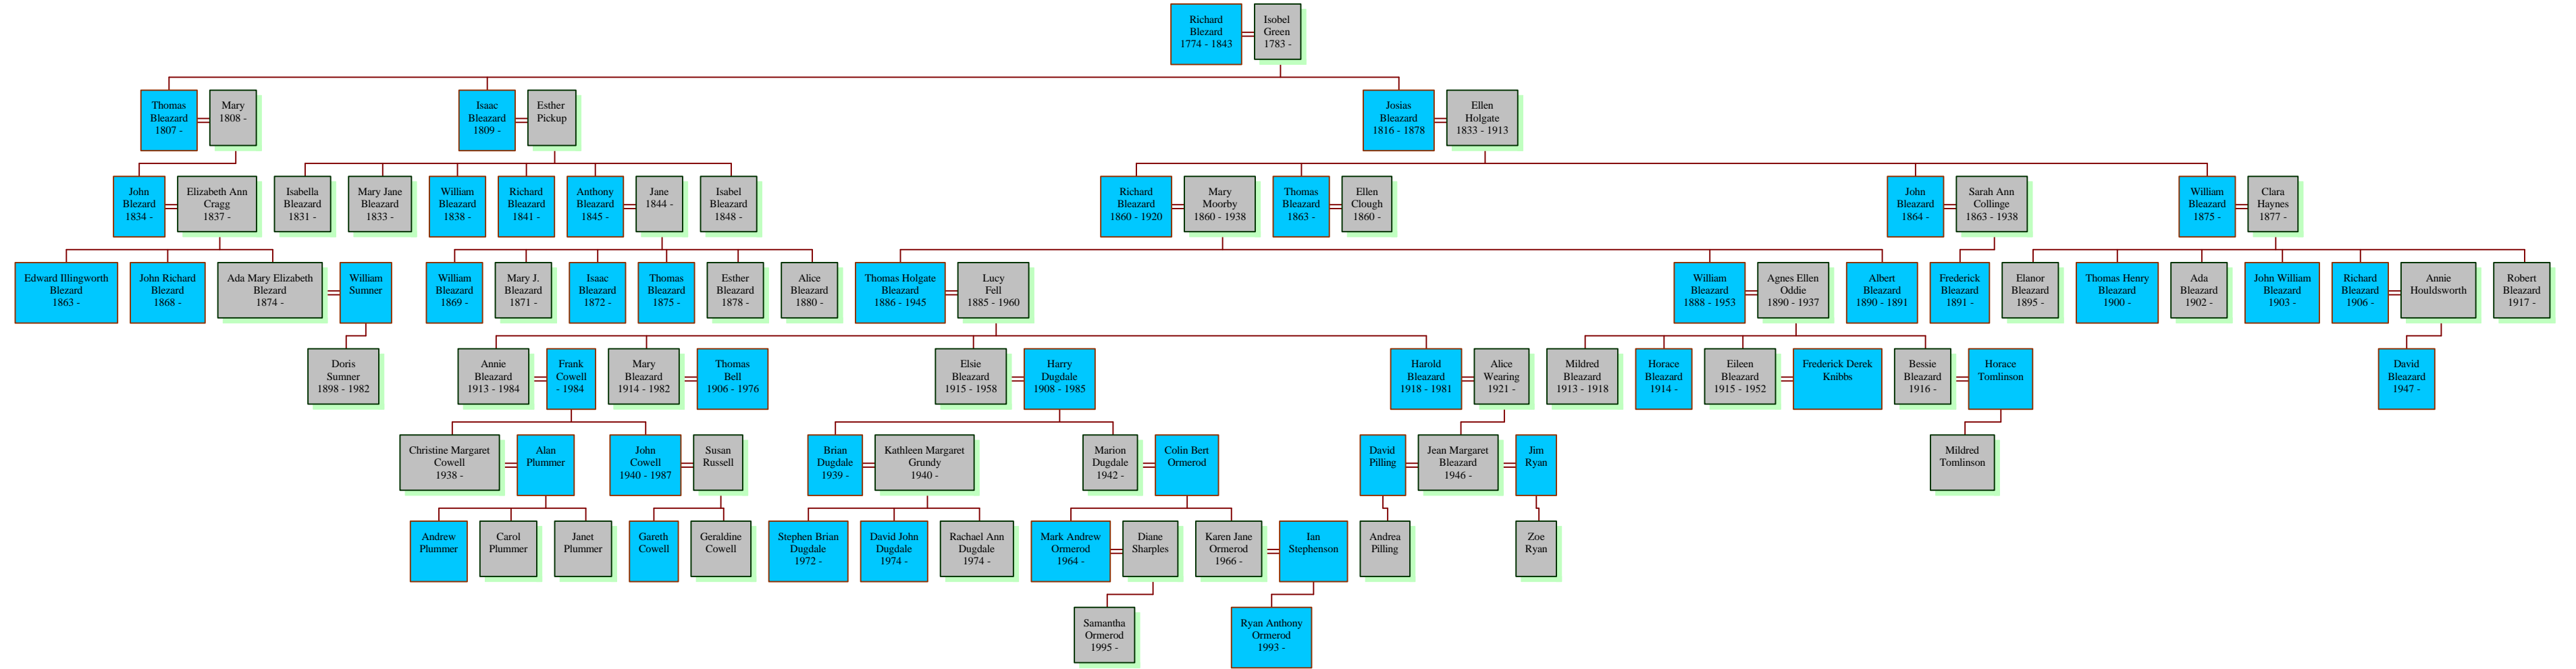 Richard
Blezard
1774 - 1843
Isobel
Green
1783 -
Thomas
Bleazard
1807 -
Mary
1808 -
Isaac
Bleazard
1809 -
Esther
Pickup
Josias
Bleazard
1816 - 1878
Ellen
Holgate
1833 - 1913
John
Blezard
1834 -
Elizabeth Ann
Cragg
1837 -
Isabella
Bleazard
1831 -
Mary Jane
Bleazard
1833 -
William
Bleazard
1838 -
Richard
Bleazard
1841 -
Anthony
Bleazard
1845 -
Jane
1844 -
Isabel
Bleazard
1848 -
Richard
Bleazard
1860 - 1920
Mary
Moorby
1860 - 1938
Thomas
Bleazard
1863 -
Ellen
Clough
1860 -
John
Bleazard
1864 -
Sarah Ann
Collinge
1863 - 1938
William
Bleazard
1875 -
Clara
Haynes
1877 -
Edward Illingworth
Blezard
1863 -
John Richard
Blezard
1868 -
Ada Mary Elizabeth
Blezard
1874 -
William
Sumner
William
Bleazard
1869 -
Mary J.
Bleazard
1871 -
Isaac
Bleazard
1872 -
Thomas
Bleazard
1875 -
Esther
Bleazard
1878 -
Alice
Bleazard
1880 -
Thomas Holgate
Bleazard
1886 - 1945
Lucy
Fell
1885 - 1960
William
Bleazard
1888 - 1953
Agnes Ellen
Oddie
1890 - 1937
Albert
Bleazard
1890 - 1891
Frederick
Bleazard
1891 -
Elanor
Bleazard
1895 -
Thomas Henry
Bleazard
1900 -
Ada
Bleazard
1902 -
John William
Bleazard
1903 -
Richard
Bleazard
1906 -
Annie
Houldsworth
Robert
Bleazard
1917 -
Doris
Sumner
1898 - 1982
Annie
Bleazard
1913 - 1984
Frank
Cowell
- 1984
Mary
Bleazard
1914 - 1982
Thomas
Bell
1906 - 1976
Elsie
Bleazard
1915 - 1958
Harry
Dugdale
1908 - 1985
Harold
Bleazard
1918 - 1981
Alice
Wearing
1921 -
Mildred
Bleazard
1913 - 1918
Horace
Bleazard
1914 -
Eileen
Bleazard
1915 - 1952
Frederick Derek
Knibbs
Bessie
Bleazard
1916 -
Horace
Tomlinson
David
Bleazard
1947 -
Christine Margaret
Cowell
1938 -
Alan
Plummer
John
Cowell
1940 - 1987
Susan
Russell
Brian
Dugdale
1939 -
Kathleen Margaret
Grundy
1940 -
Marion
Dugdale
1942 -
Colin Bert
Ormerod
David
Pilling
Jean Margaret
Bleazard
1946 -
Jim
Ryan
Mildred
Tomlinson
Andrew
Plummer
Carol
Plummer
Janet
Plummer
Gareth
Cowell
Geraldine
Cowell
Stephen Brian
Dugdale
1972 -
David John
Dugdale
1974 -
Rachael Ann
Dugdale
1974 -
Mark Andrew
Ormerod
1964 -
Diane
Sharples
Karen Jane
Ormerod
1966 -
Ian
Stephenson
Andrea
Pilling
Zoe
Ryan
Samantha
Ormerod
1995 -
Ryan Anthony
Ormerod
1993 -